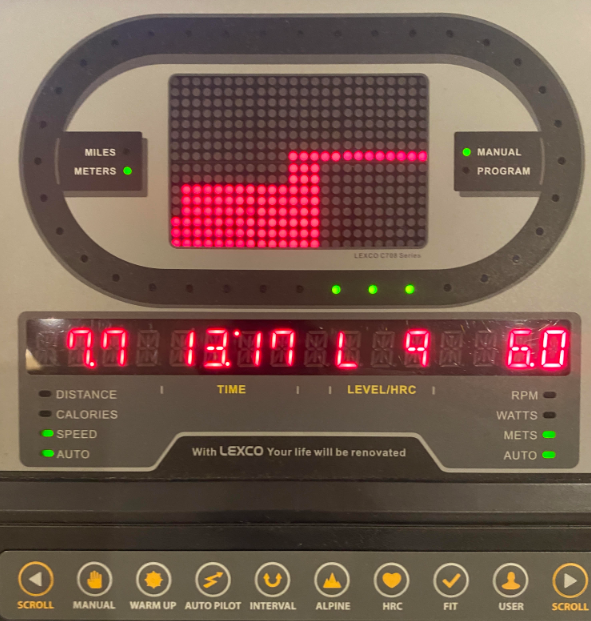 MILES
METERS
MANUAL
PROGRAM
LEXCO C799 Series
7.7 13:17 L 9 6.0
DISTANCE
CALORIES
SPEED
AUTO
TIME
LEVEL/HRC
RPM
WATTS
METS
AUTO
With LEXCO Your life will be renovated
SCROLL
MANUAL
WARM UP
AUTO PILOT
INTERVAL
ALPINE
HRC
FIT
USER
SCROLL